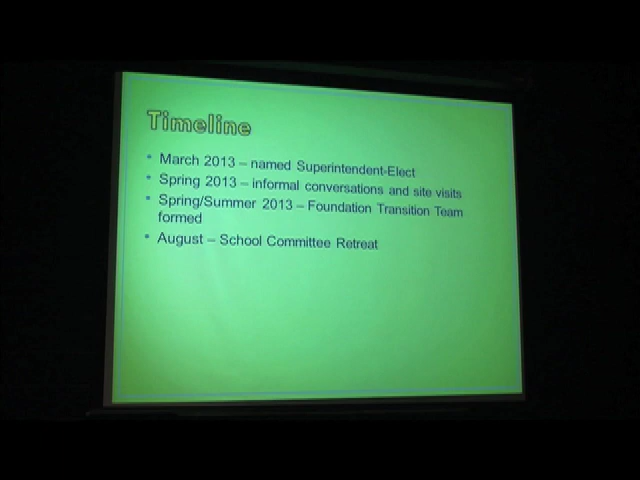 Timeline
• March 2013 – named Superintendent-Elect
• Spring 2013 – informal conversations and site visits
• Spring/Summer 2013 – Foundation Transition Team
formed
• August – School Committee Retreat